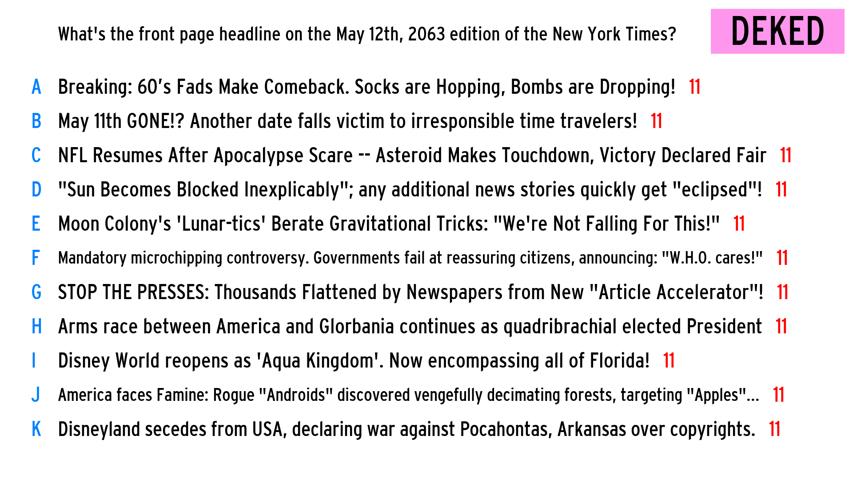 What's the front page headline on the May 12th, 2063 edition of the New York Times?
DEKED
A Breaking: 60's Fads Make Comeback. Socks are Hopping, Bombs are Dropping! 11
B May 11th GONE!? Another date falls victim to irresponsible time travelers! 11
C NFL Resumes After Apocalypse Scare -- Asteroid Makes Touchdown, Victory Declared Fair 11
D "Sun Becomes Blocked Inexplicably"; any additional news stories quickly get "eclipsed"! 11
E Moon Colony's 'Lunar-tics' Berate Gravitational Tricks: "We're Not Falling For This!" 11
F Mandatory microchipping controversy. Governments fail at reassuring citizens, announcing: "W.H.O. cares!" 11
G STOP THE PRESSES: Thousands Flattened by Newspapers from New "Article Accelerator"! 11
H Arms race between America and Glorbania continues as quadribrachial elected President 11
I Disney World reopens as 'Aqua Kingdom'. Now encompassing all of Florida! 11
J America faces Famine: Rogue "Androids" discovered vengefully decimating forests, targeting "Apples"... 11
K Disneyland secedes from USA, declaring war against Pocahontas, Arkansas over copyrights. 11